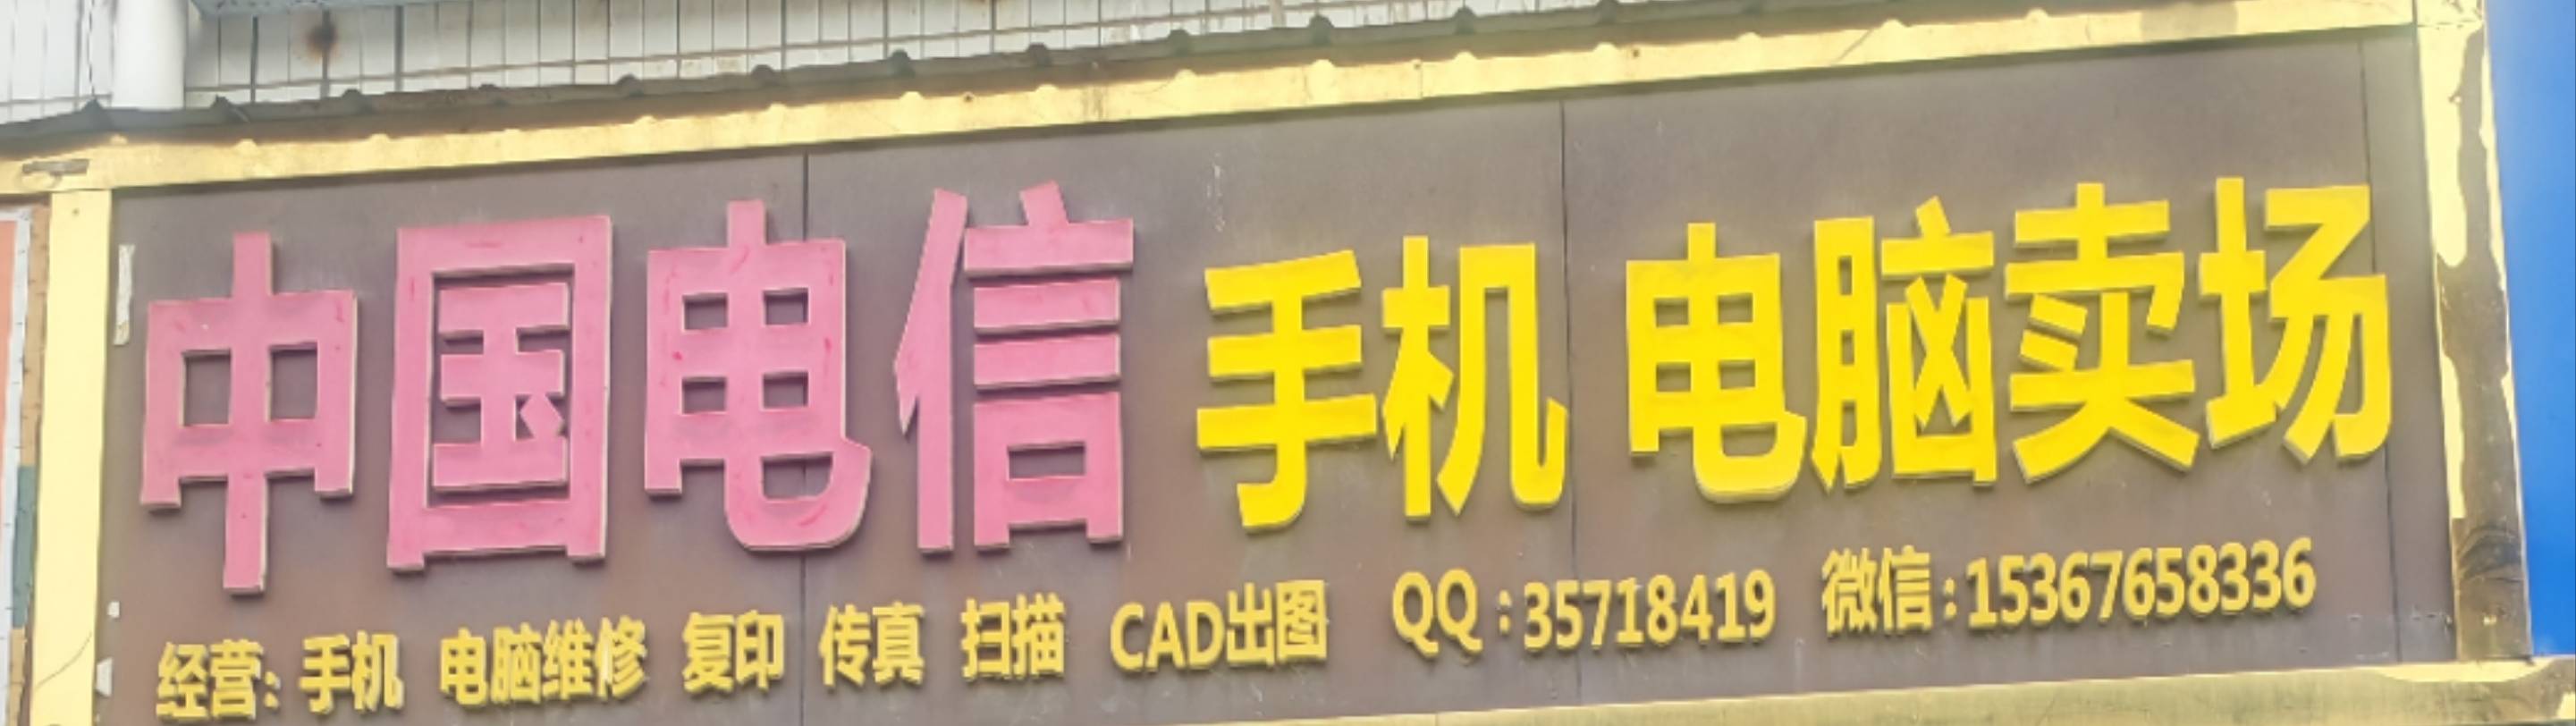 中国电信 手机 电脑卖场
经营: 手机 电脑维修 复印 传真 扫描 CAD出图 QQ:35718419 微信:15367658336